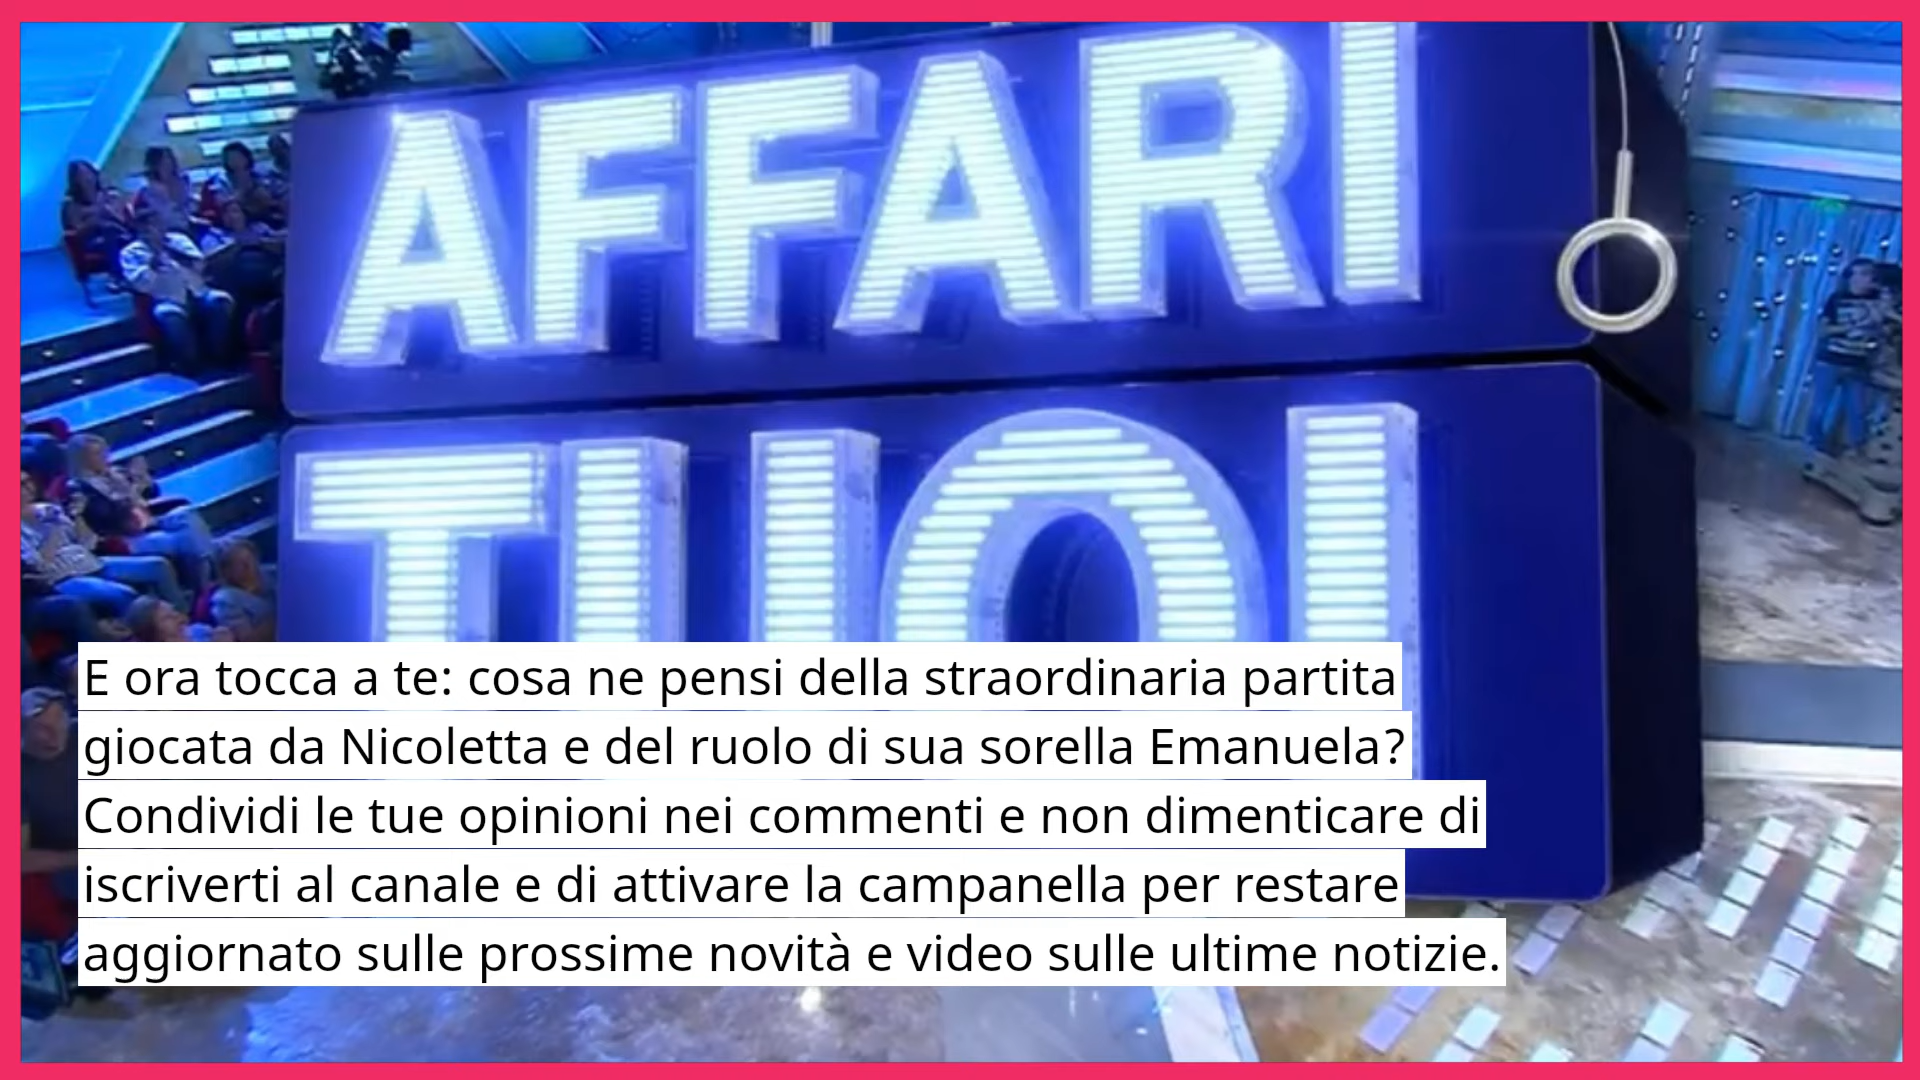 AFFARI
TUOI
E ora tocca a te: cosa ne pensi della straordinaria partita
giocata da Nicoletta e del ruolo di sua sorella Emanuela?
Condividi le tue opinioni nei commenti e non dimenticare di
iscriverti al canale e di attivare la campanella per restare
aggiornato sulle prossime novità e video sulle ultime notizie.